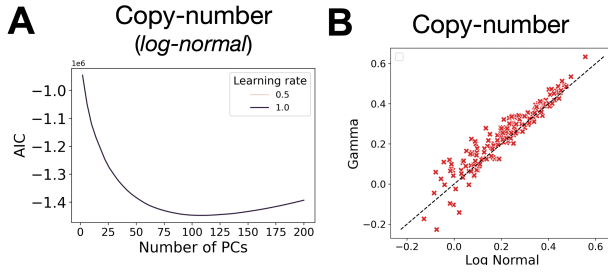 A
Copy-number
(log-normal)
1e6
Learning rate
0.5
1.0
AIC
−1.0
−1.1
−1.2
−1.3
−1.4
0 25 50 75 100 125 150 175 200
Number of PCs
B
Copy-number
Gamma
0.6
0.4
0.2
0.0
−0.2
−0.2 0.0 0.2 0.4 0.6
Log Normal